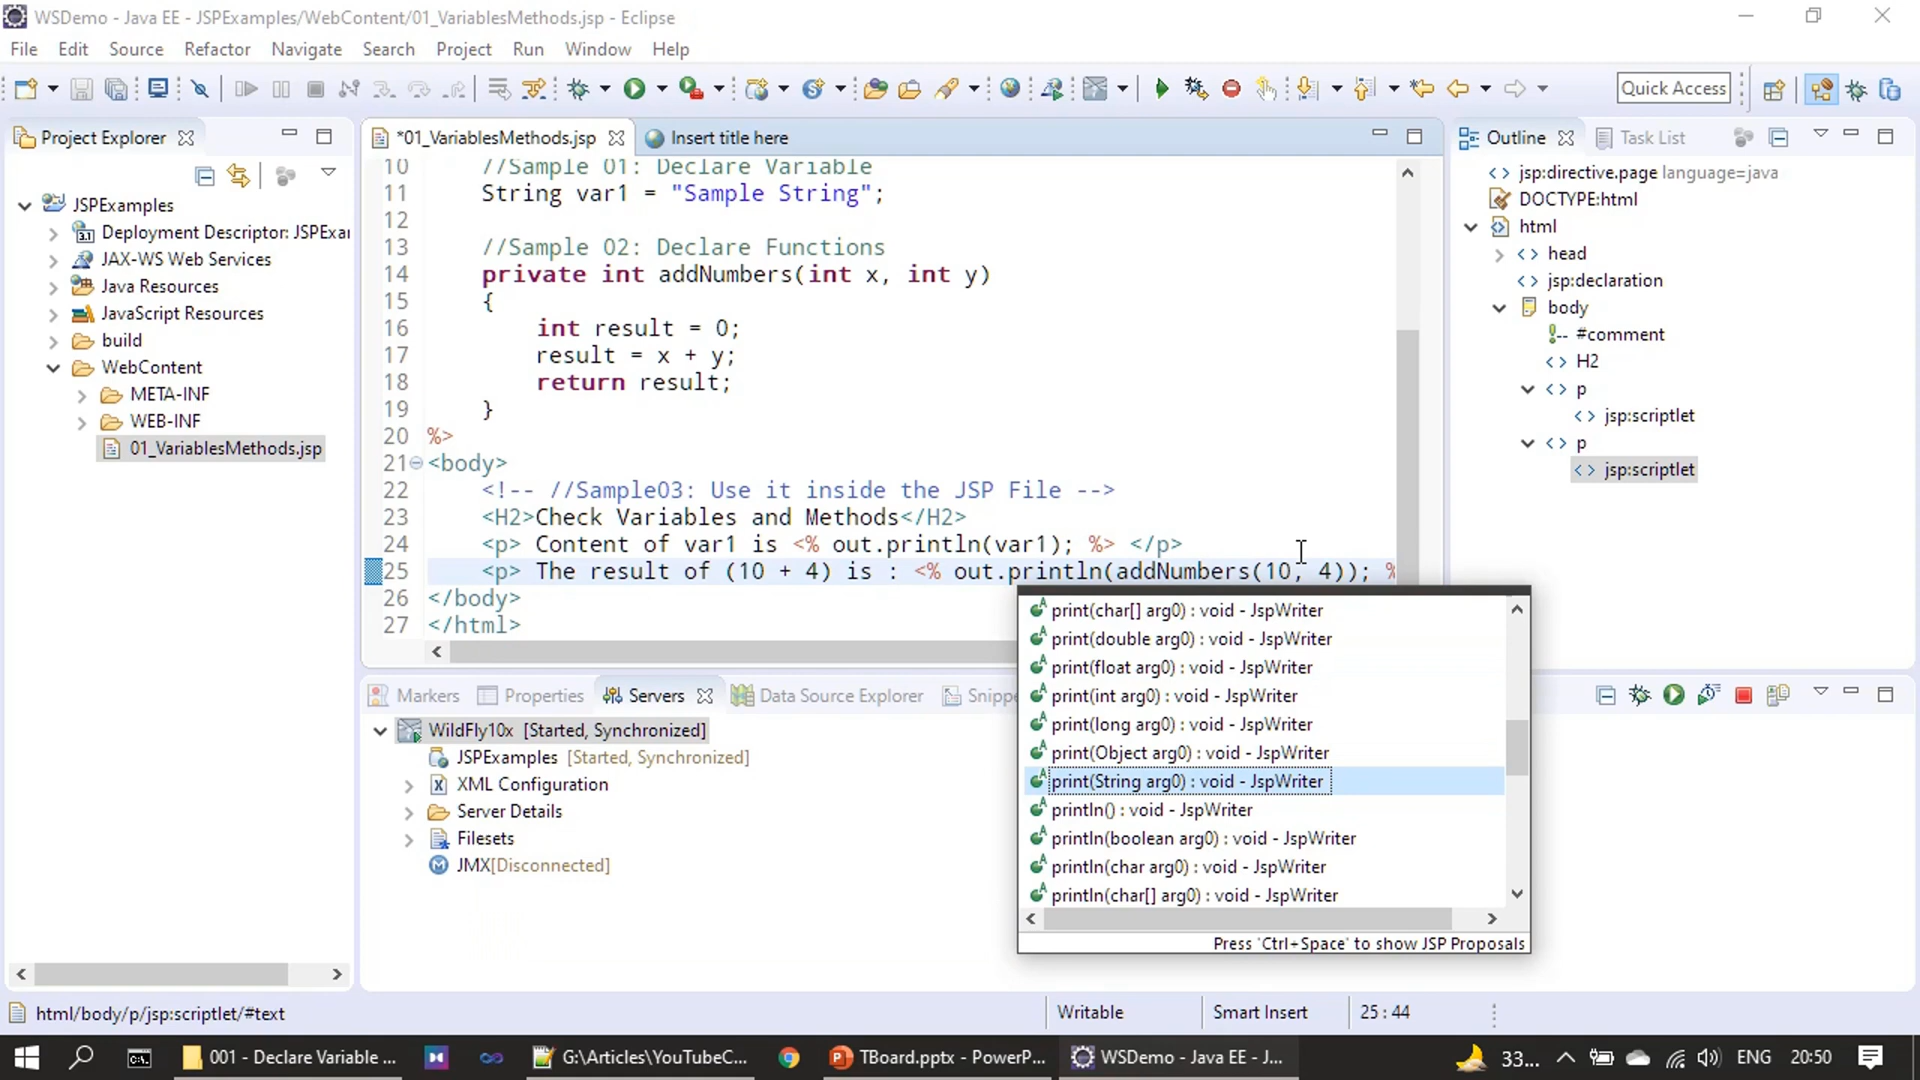 WSDemo - Java EE - JSPExamples/WebContent/01_VariablesMethods.jsp - Eclipse
File Edit Source Refactor Navigate Search Project Run Window Help
Quick Access
Project Explorer
JSPExamples
Deployment Descriptor: JSPExar
JAX-WS Web Services
Java Resources
JavaScript Resources
build
WebContent
META-INF
WEB-INF
01_VariablesMethods.jsp
*01_VariablesMethods.jsp
Insert title here
10 //Sample 01: Declare Variable
11 String var1 = "Sample String";
12
13 //Sample 02: Declare Functions
14 private int addNumbers(int x, int y)
15 {
16 int result = 0;
17 result = x + y;
18 return result;
19 }
20 %>
21 <body>
22 <!-- //Sample03: Use it inside the JSP File -->
23 <H2>Check Variables and Methods</H2>
24 <p> Content of var1 is <% out.println(var1); %> </p>
25 <p> The result of (10 + 4) is : <% out.println(addNumbers(10, 4)); %
26 </body>
27 </html>
print(char[] arg0) : void - JspWriter
print(double arg0) : void - JspWriter
print(float arg0) : void - JspWriter
print(int arg0) : void - JspWriter
print(long arg0) : void - JspWriter
print(Object arg0) : void - JspWriter
print(String arg0) : void - JspWriter
println() : void - JspWriter
println(boolean arg0) : void - JspWriter
println(char arg0) : void - JspWriter
println(char[] arg0) : void - JspWriter
Press 'Ctrl+Space' to show JSP Proposals
Outline
Task List
jsp:directive.page language=java
DOCTYPE:html
html
head
jsp:declaration
body
#comment
H2
p
jsp:scriptlet
p
jsp:scriptlet
Markers
Properties
Servers
Data Source Explorer
Snippe
WildFly10x [Started, Synchronized]
JSPExamples [Started, Synchronized]
XML Configuration
Server Details
Filesets
JMX[Disconnected]
html/body/p/jsp:scriptlet/#text
Writable
Smart Insert
25 : 44
001 - Declare Variable ...
G:\Articles\YouTubeC...
TBoard.pptx - PowerP...
WSDemo - Java EE - J...
33...
ENG
20:50